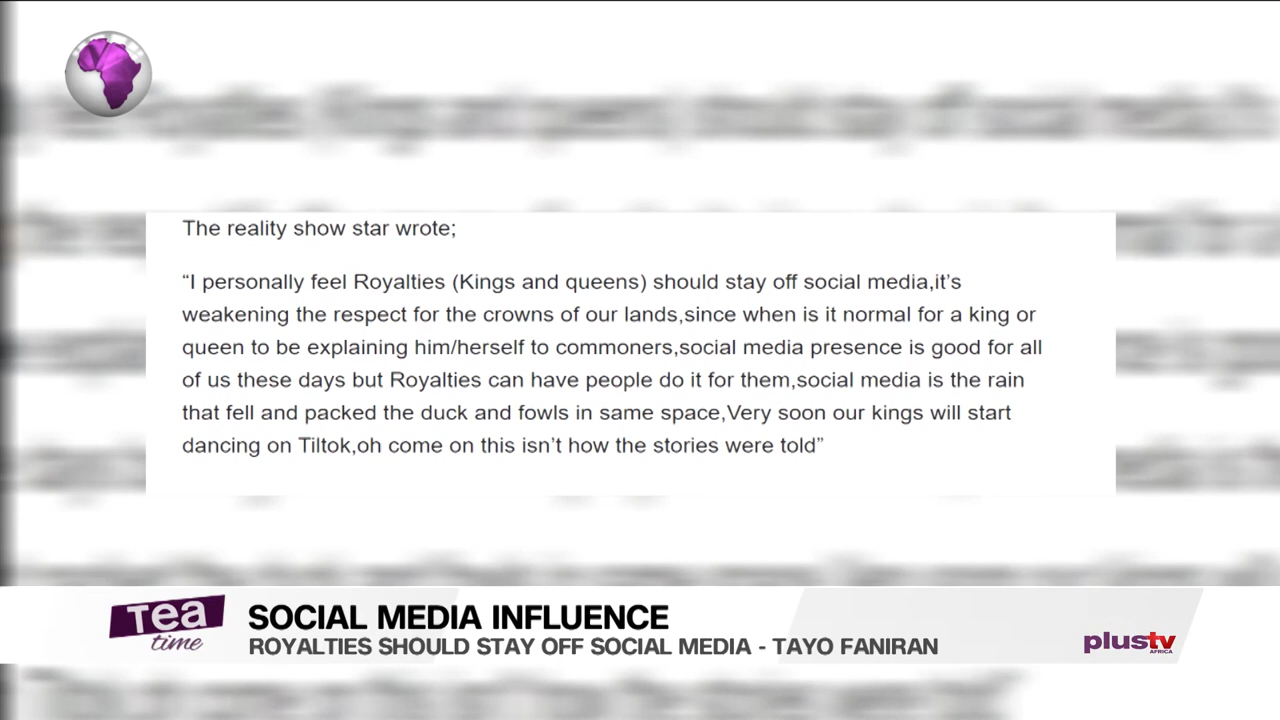 The reality show star wrote;
“I personally feel Royalties (Kings and queens) should stay off social media,it’s
weakening the respect for the crowns of our lands,since when is it normal for a king or
queen to be explaining him/herself to commoners,social media presence is good for all
of us these days but Royalties can have people do it for them,social media is the rain
that fell and packed the duck and fowls in same space,Very soon our kings will start
dancing on Tiltok,oh come on this isn’t how the stories were told”
Tea
time
SOCIAL MEDIA INFLUENCE
ROYALTIES SHOULD STAY OFF SOCIAL MEDIA - TAYO FANIRAN
plustv
AFRICA